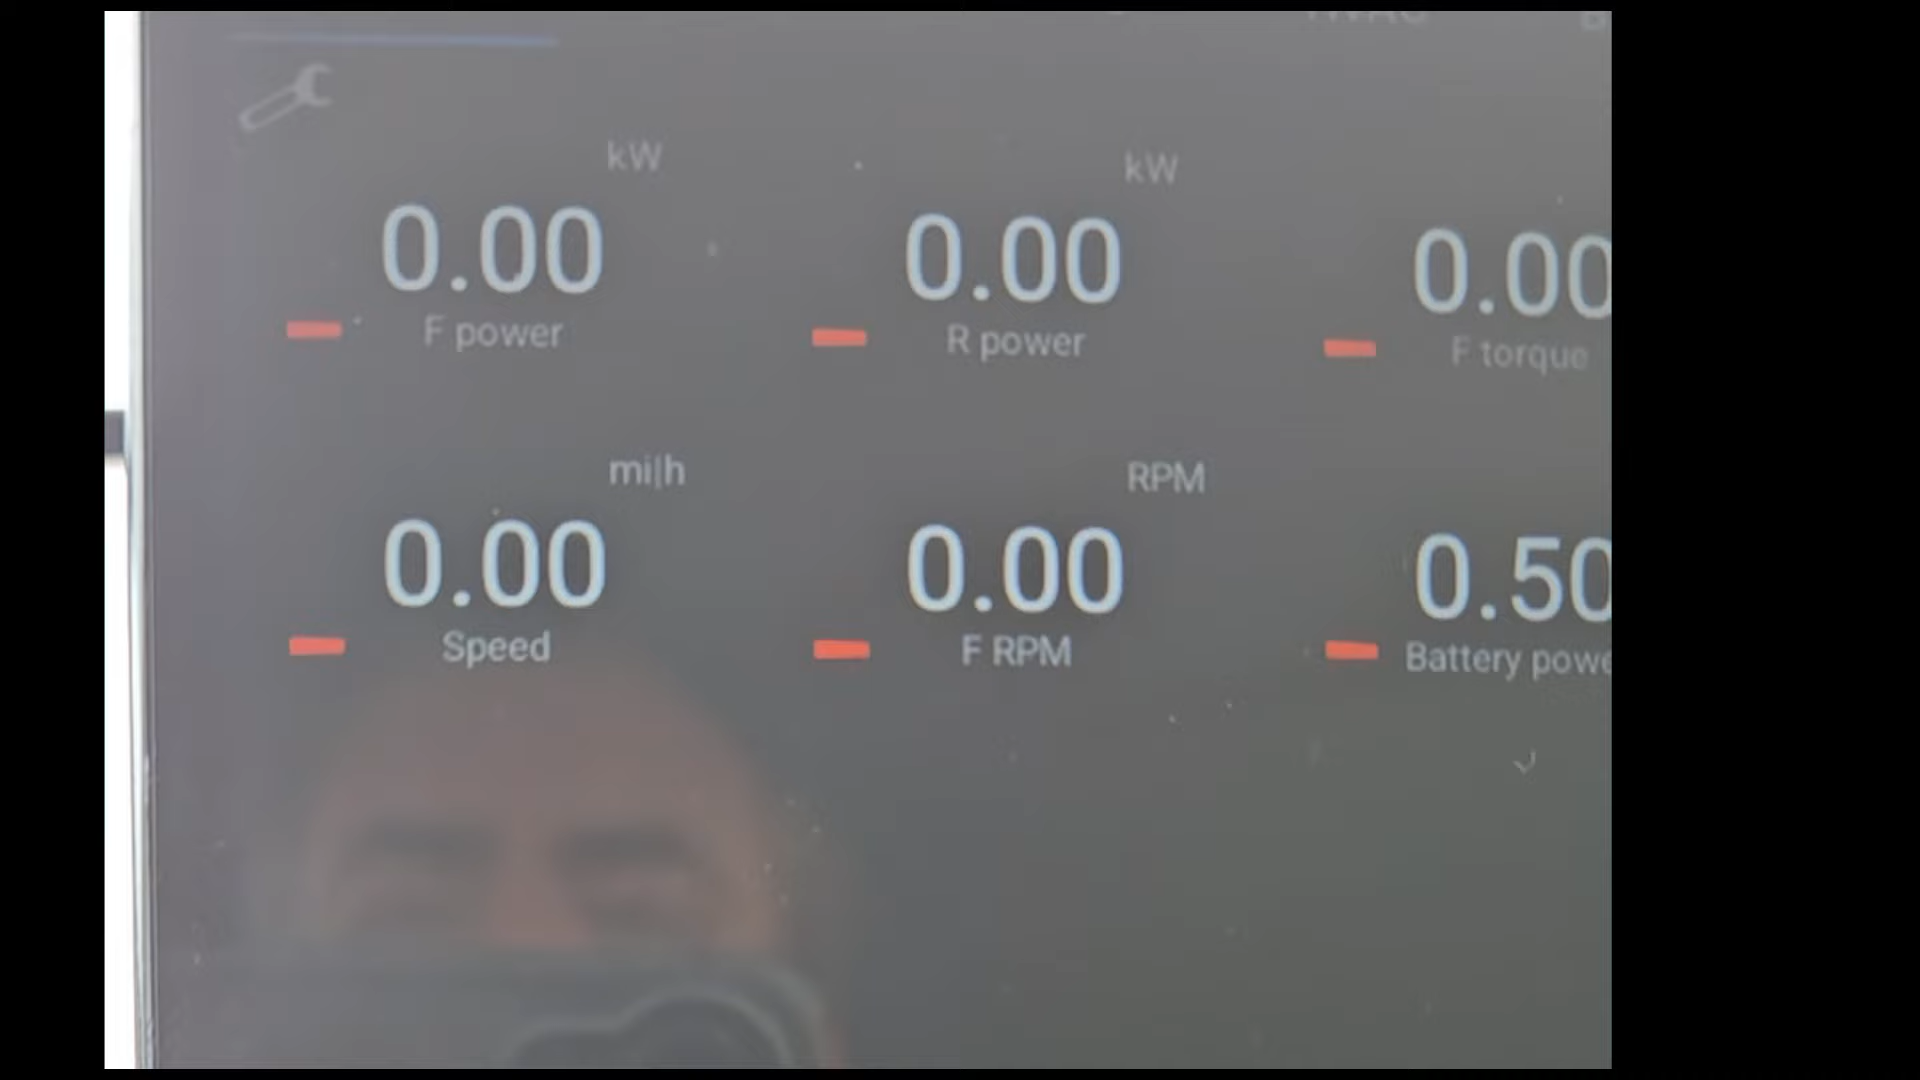 HVAC
kW
kW
0.00
0.00
0.00
F power
R power
F torque
mi|h
RPM
0.00
0.00
0.50
Speed
F RPM
Battery powe